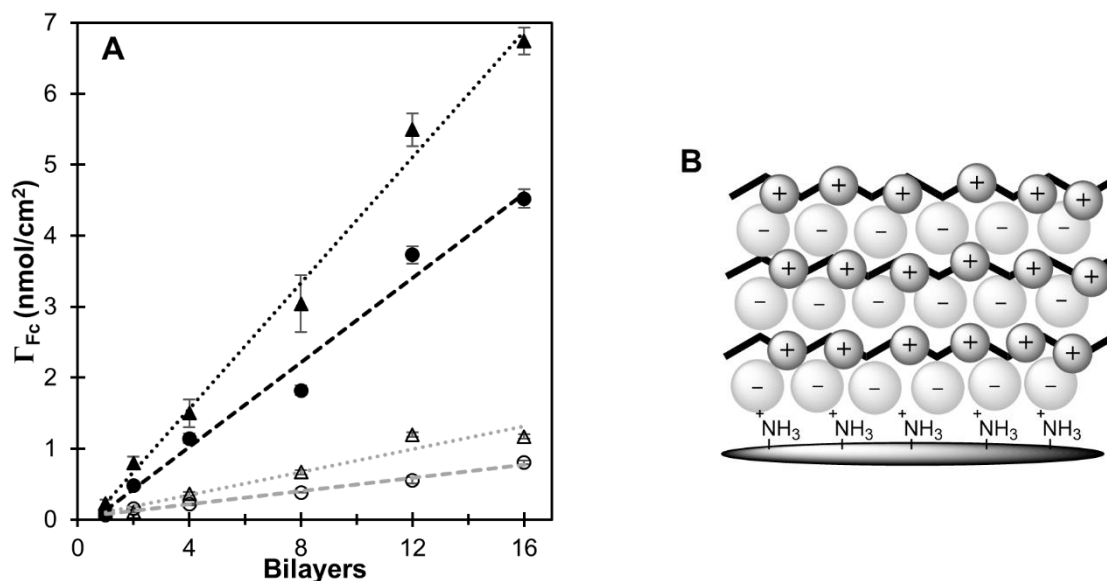 A
7
6
5
4
3
2
1
0
ΓFc (nmol/cm²)
0 4 8 12 16
Bilayers
B
+ + + + + +
− − − − − −
+ + + + + +
− − − − − −
+ + + + + +
− − − − − −
+NH₃ +NH₃ +NH₃ +NH₃ +NH₃